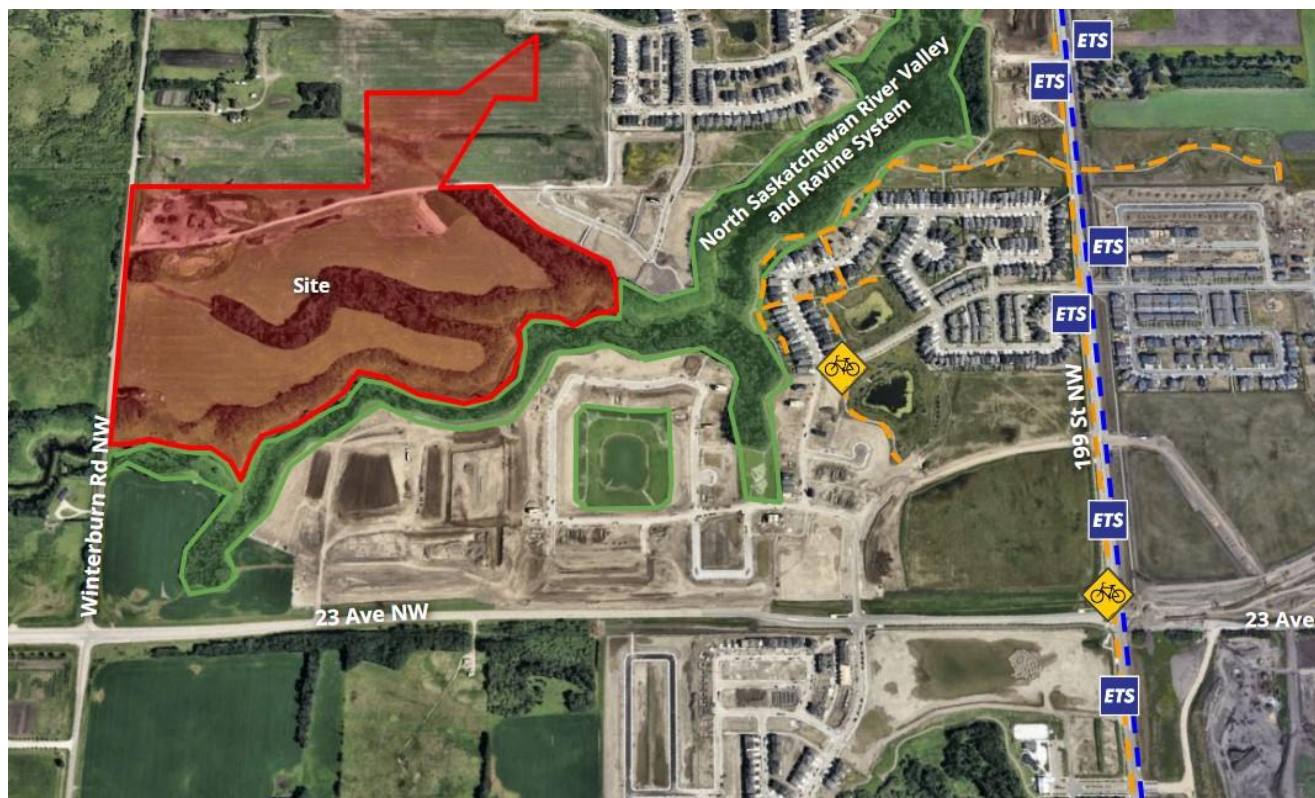 ETS
ETS
North Saskatchewan River Valley
and Ravine System
ETS
Site
ETS
199 St NW
ETS
Winterburn Rd NW
23 Ave NW
23 Ave
ETS